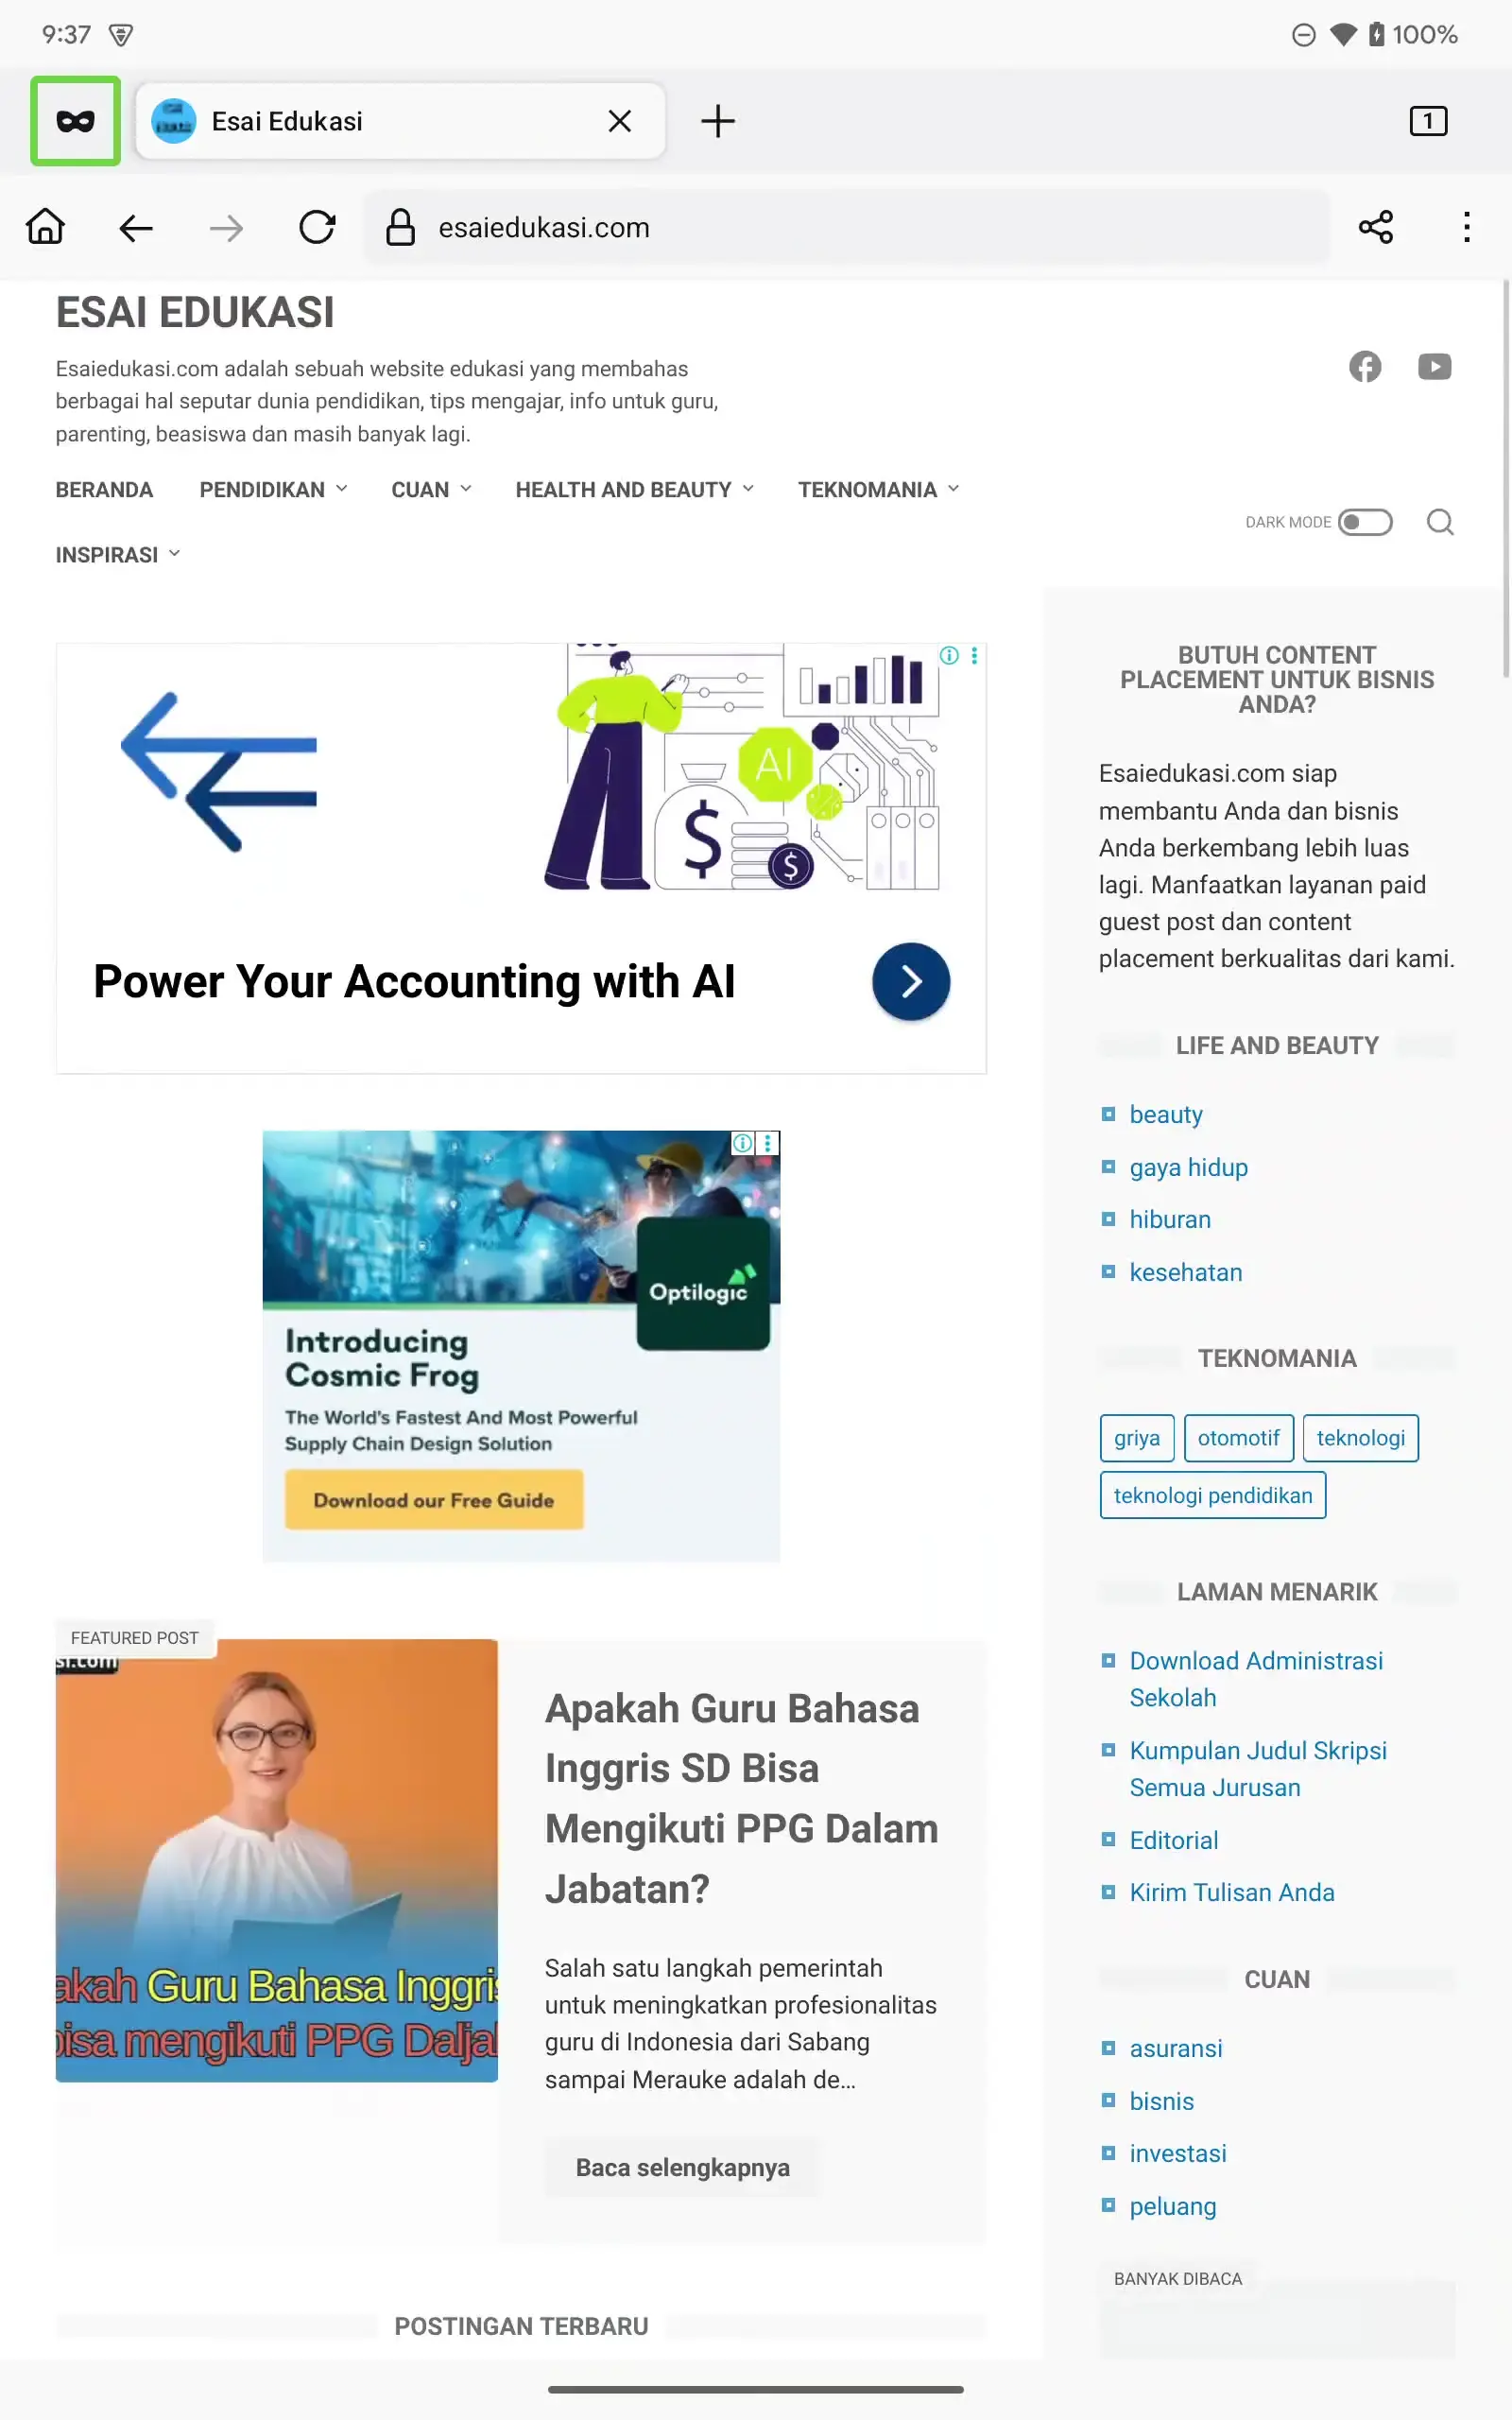 9:37
100%
Esai Edukasi
1
esaiedukasi.com
ESAI EDUKASI
Esaiedukasi.com adalah sebuah website edukasi yang membahas
berbagai hal seputar dunia pendidikan, tips mengajar, info untuk guru,
parenting, beasiswa dan masih banyak lagi.
BERANDA PENDIDIKAN CUAN HEALTH AND BEAUTY TEKNOMANIA
INSPIRASI
DARK MODE
AI
$
$
Power Your Accounting with AI
Optilogic
Introducing
Cosmic Frog
The World's Fastest And Most Powerful
Supply Chain Design Solution
Download our Free Guide
FEATURED POST
si.com
akah Guru Bahasa Inggris
bisa mengikuti PPG Daljal
Apakah Guru Bahasa
Inggris SD Bisa
Mengikuti PPG Dalam
Jabatan?
Salah satu langkah pemerintah
untuk meningkatkan profesionalitas
guru di Indonesia dari Sabang
sampai Merauke adalah de…
Baca selengkapnya
POSTINGAN TERBARU
BUTUH CONTENT
PLACEMENT UNTUK BISNIS
ANDA?
Esaiedukasi.com siap
membantu Anda dan bisnis
Anda berkembang lebih luas
lagi. Manfaatkan layanan paid
guest post dan content
placement berkualitas dari kami.
LIFE AND BEAUTY
beauty
gaya hidup
hiburan
kesehatan
TEKNOMANIA
griya otomotif teknologi
teknologi pendidikan
LAMAN MENARIK
Download Administrasi
Sekolah
Kumpulan Judul Skripsi
Semua Jurusan
Editorial
Kirim Tulisan Anda
CUAN
asuransi
bisnis
investasi
peluang
BANYAK DIBACA